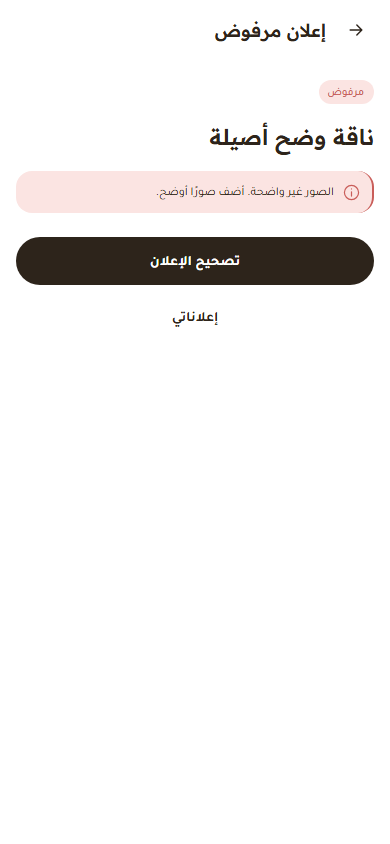 إعلان مرفوض
مرفوض
ناقة وضح أصيلة
الصور غير واضحة. أضف صورًا أوضح.
تصحيح الإعلان
إعلاناتي